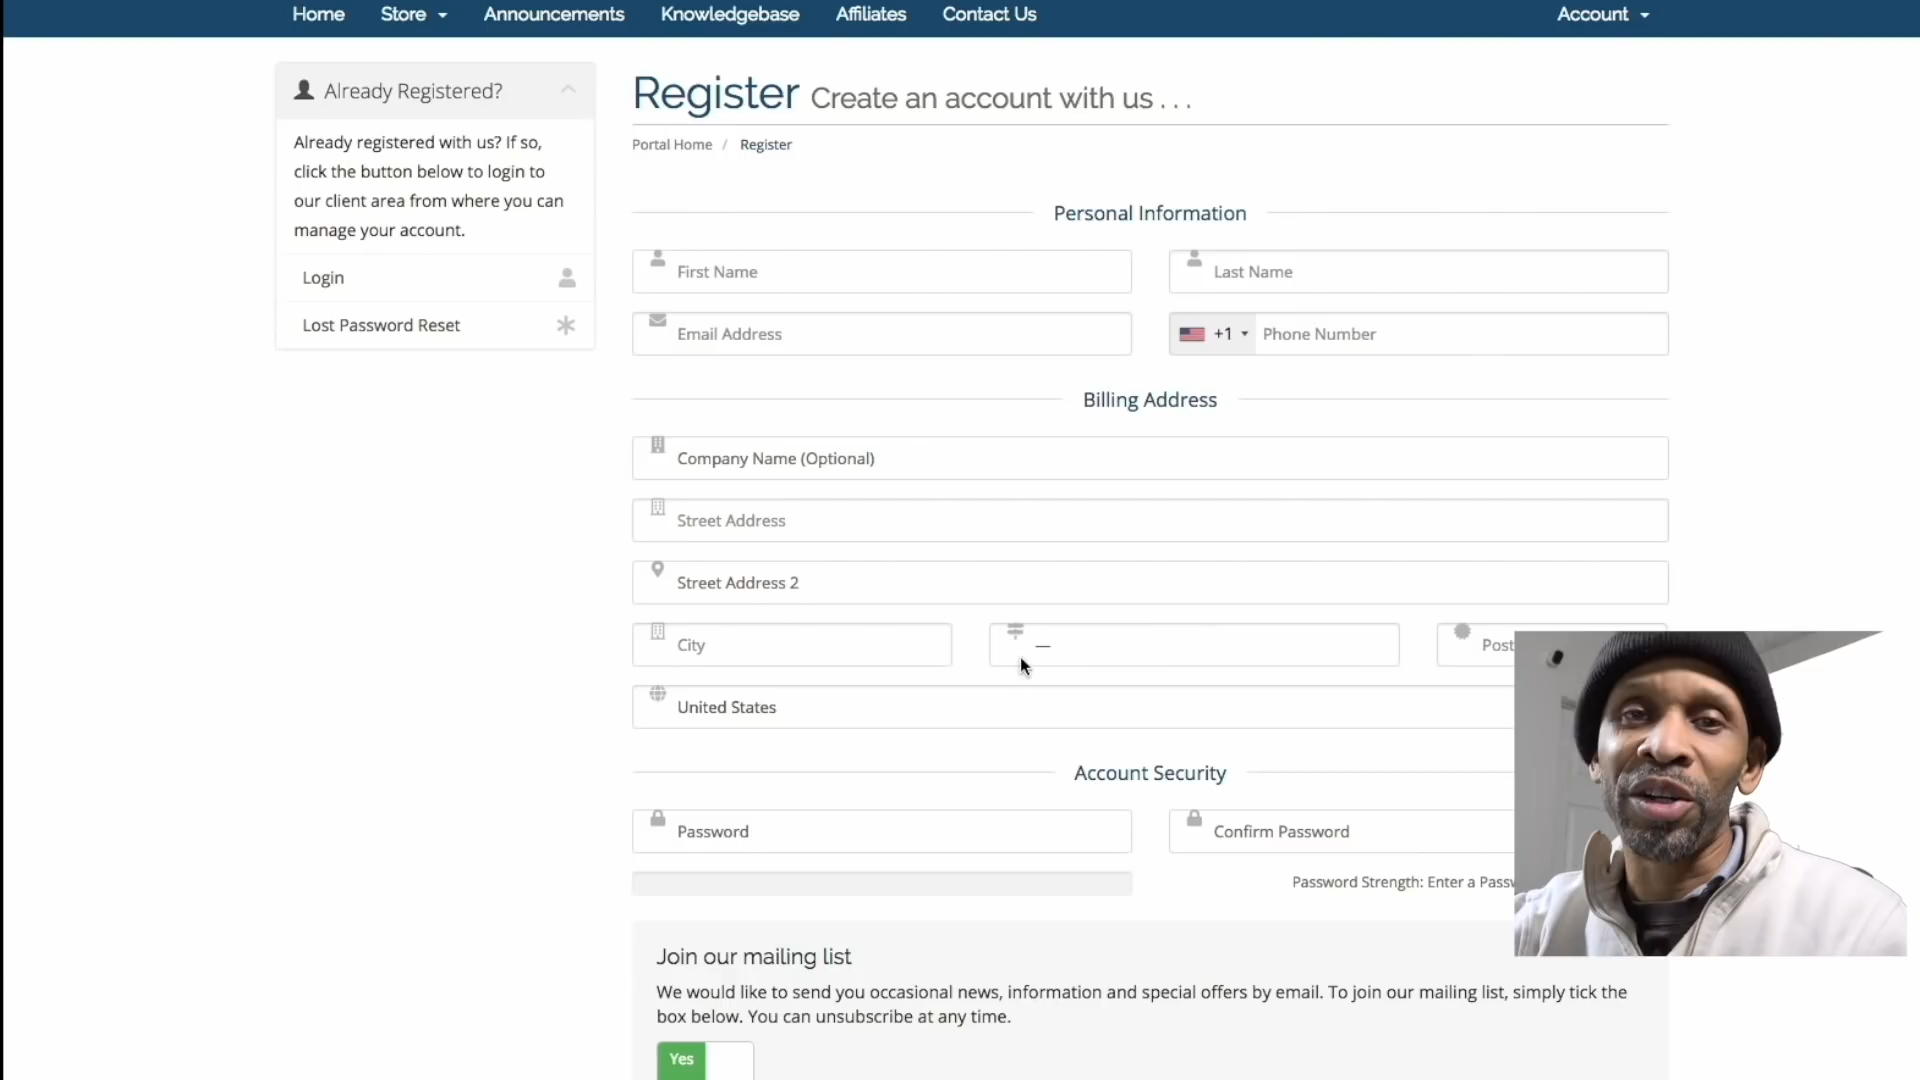 Home Store Announcements Knowledgebase Affiliates Contact Us Account
Already Registered?
Already registered with us? If so,
click the button below to login to
our client area from where you can
manage your account.
Login
Lost Password Reset
Register Create an account with us . . .
Portal Home / Register
Personal Information
First Name
Last Name
Email Address
+1 Phone Number
Billing Address
Company Name (Optional)
Street Address
Street Address 2
City
—
Post
United States
Account Security
Password
Confirm Password
Password Strength: Enter a Passw
Join our mailing list
We would like to send you occasional news, information and special offers by email. To join our mailing list, simply tick the
box below. You can unsubscribe at any time.
Yes